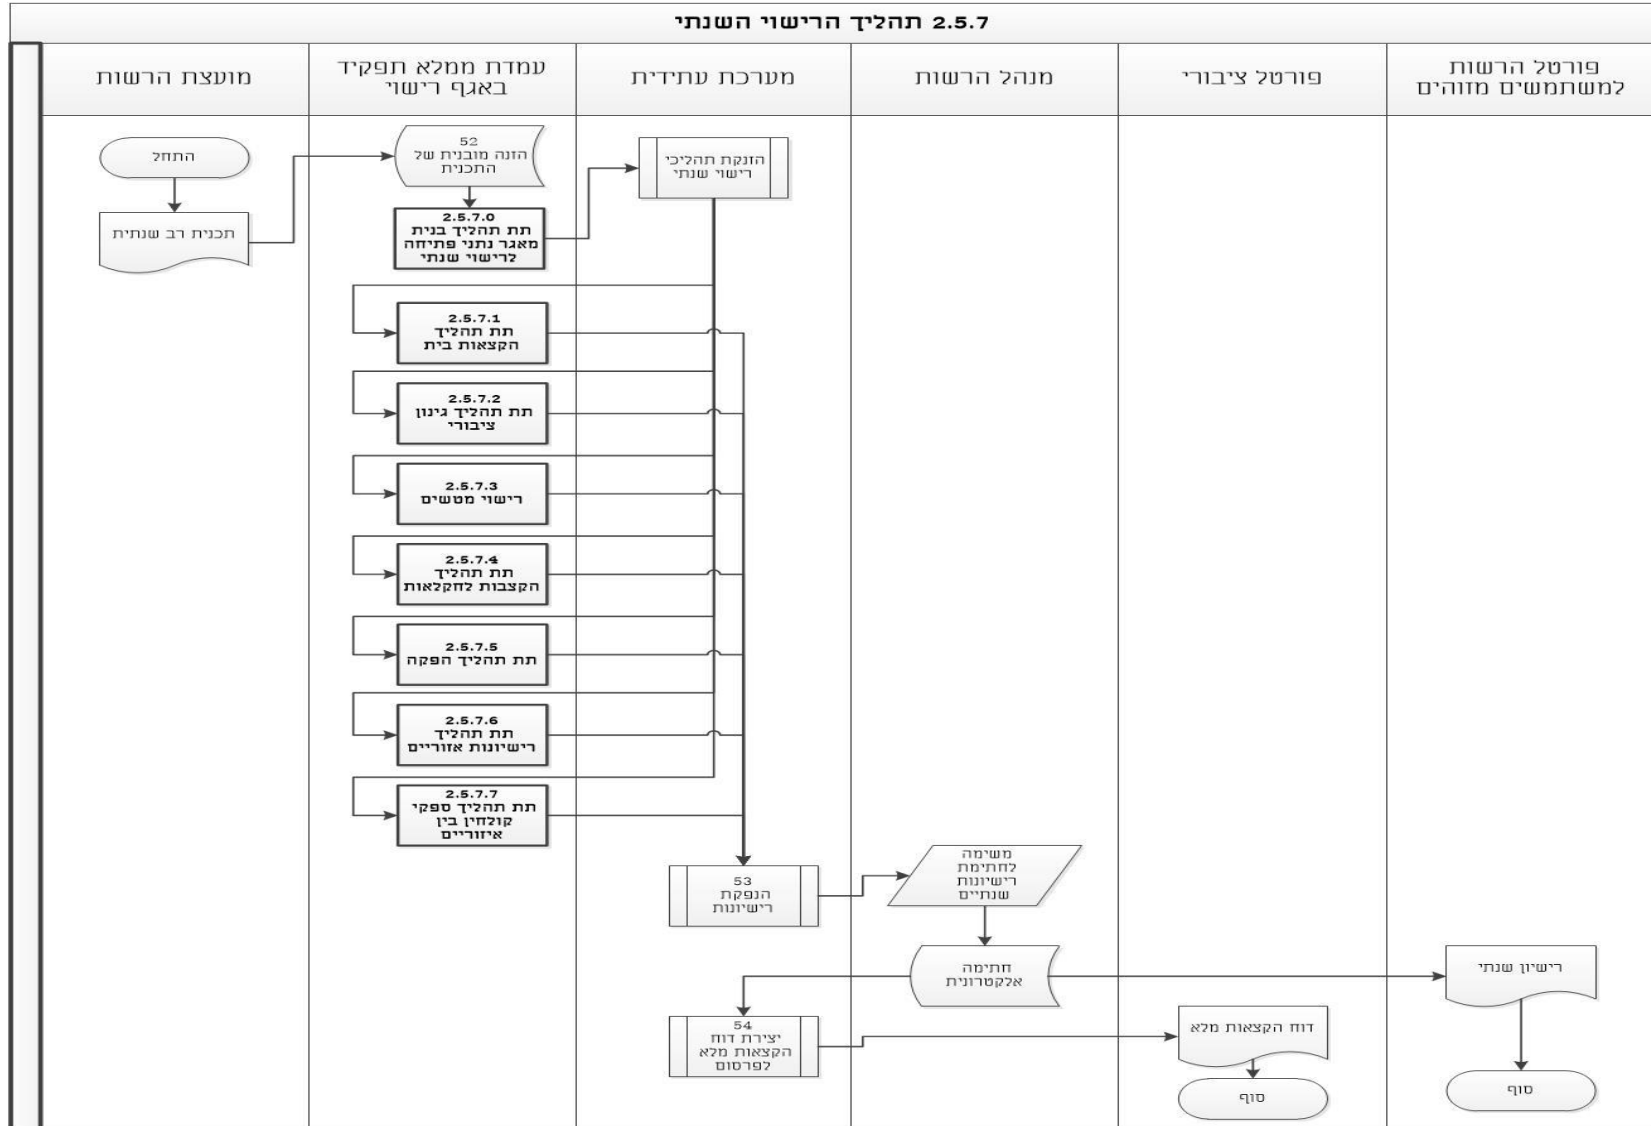 2.5.7 תהליך הרישוי השנתי
פורטל הרשות
למשתמשים מזוהים
פורטל ציבורי
מנהל הרשות
מערכת עתידית
עמדת ממלא תפקיד
באגף רישוי
מועצת הרשות
התחל
תכנית רב שנתית
52
הזנה מובנית של
התכנית
2.5.7.0
תת תהליך בנית
מאגר נתני פתיחה
לרישוי שנתי
הזנקת תהליכי
רישוי שנתי
2.5.7.1
תת תהליך
הקצאות בית
2.5.7.2
תת תהליך גינון
ציבורי
2.5.7.3
רישוי מטשים
2.5.7.4
תת תהליך
הקצבות לחקלאות
2.5.7.5
תת תהליך הפקה
2.5.7.6
תת תהליך
רישיונות אזוריים
2.5.7.7
תת תהליך ספקי
קולחין בין
איזוריים
53
הנפקת
רישיונות
משימה
לחתימת
רישיונות
שנתיים
חתימה
אלקטרונית
רישיון שנתי
54
יצירת דוח
הקצאות מלא
לפרסום
דוח הקצאות מלא
סוף
סוף